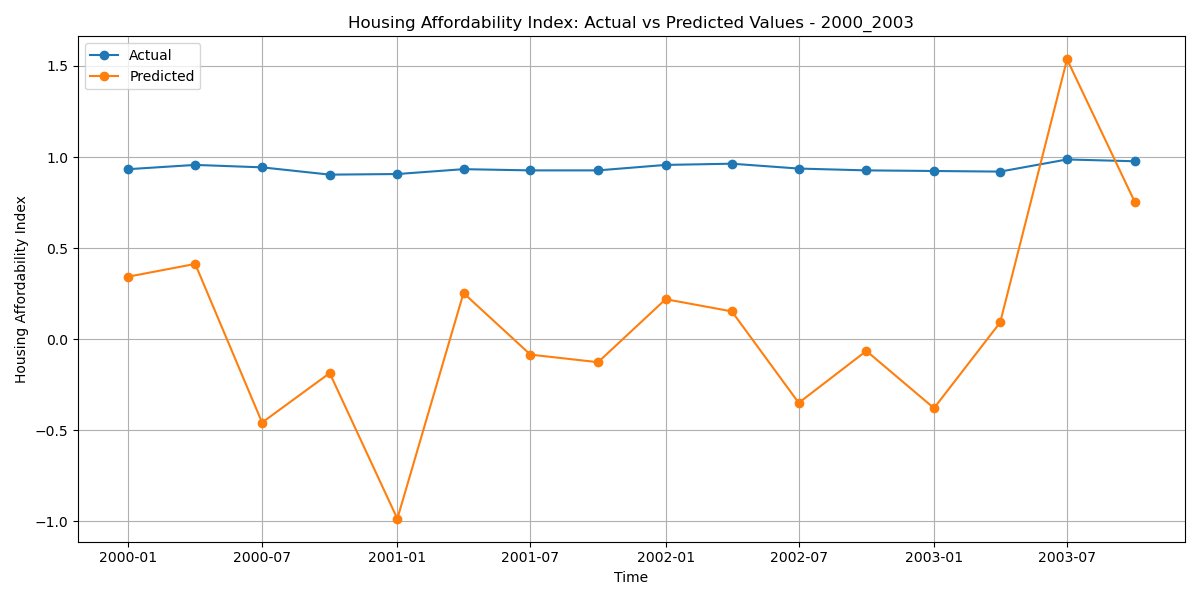 Housing Affordability Index: Actual vs Predicted Values - 2000_2003
Actual
Predicted
Housing Affordability Index
1.5
1.0
0.5
0.0
−0.5
−1.0
2000-01
2000-07
2001-01
2001-07
2002-01
2002-07
2003-01
2003-07
Time